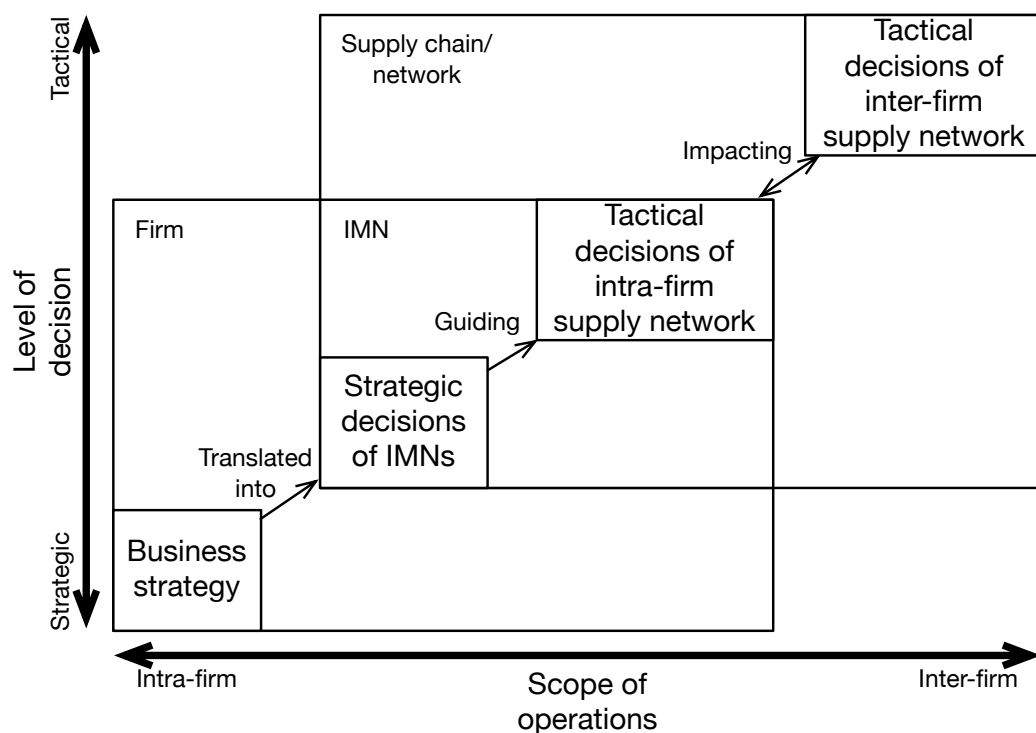 Tactical
Supply chain/
network
Tactical
decisions of
inter-firm
supply network
Impacting
Firm
IMN
Tactical
decisions of
intra-firm
supply network
Level of
decision
Guiding
Strategic
decisions
of IMNs
Translated
into
Strategic
Business
strategy
Intra-firm
Scope of
operations
Inter-firm